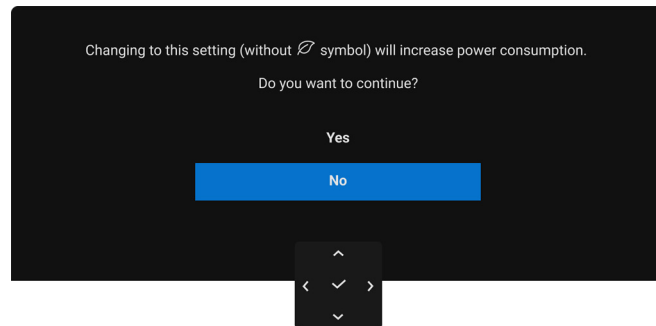 Changing to this setting (without symbol) will increase power consumption.
Do you want to continue?
Yes
No